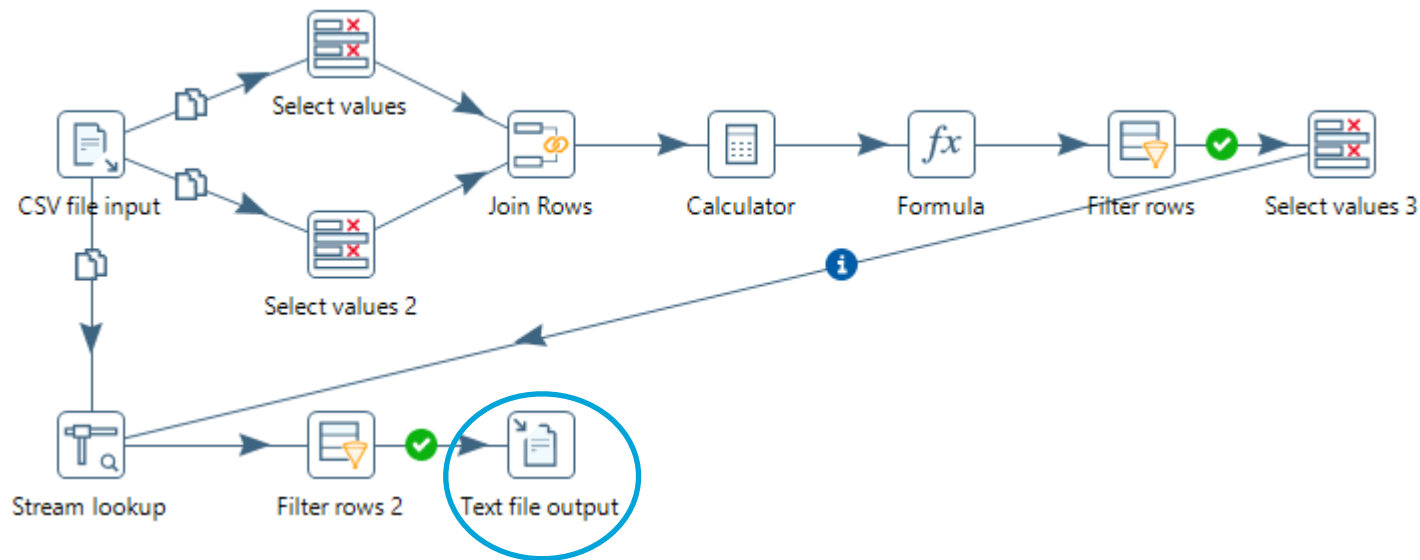 Select values
CSV file input
Join Rows
Calculator
fx
Formula
Filter rows
Select values 3
Select values 2
i
Stream lookup
Filter rows 2
Text file output